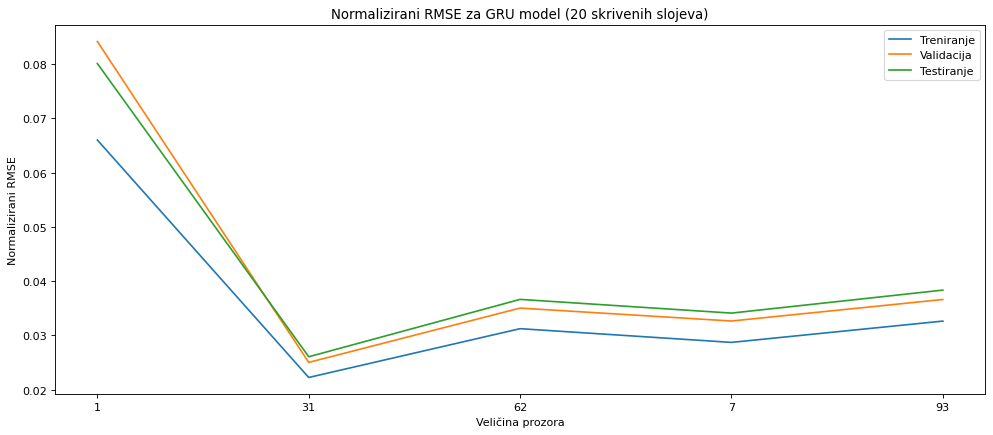 Normalizirani RMSE za GRU model (20 skrivenih slojeva)
Treniranje
Validacija
Testiranje
Normalizirani RMSE
0.08
0.07
0.06
0.05
0.04
0.03
0.02
1
31
62
7
93
Veličina prozora